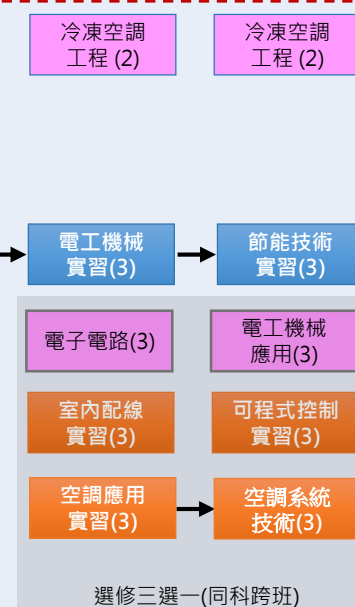 冷凍空調
工程 (2)
冷凍空調
工程 (2)
電工機械
實習(3)
節能技術
實習(3)
電子電路(3)
電工機械
應用(3)
室內配線
實習(3)
可程式控制
實習(3)
空調應用
實習(3)
空調系統
技術(3)
選修三選一(同科跨班)